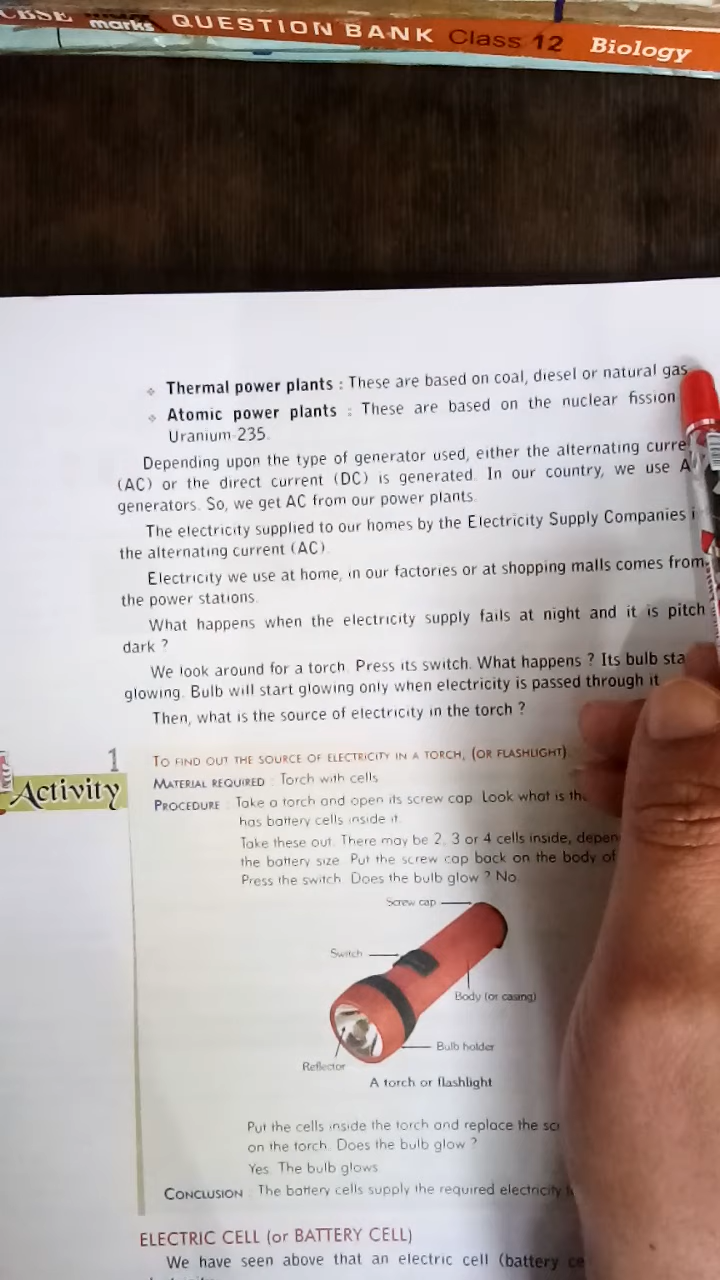 CBSE marks QUESTION BANK Class 12 Biology
Thermal power plants : These are based on coal, diesel or natural gas
Atomic power plants : These are based on the nuclear fission
Uranium-235.
Depending upon the type of generator used, either the alternating curre
(AC) or the direct current (DC) is generated. In our country, we use A
generators. So, we get AC from our power plants.
The electricity supplied to our homes by the Electricity Supply Companies i
the alternating current (AC).
Electricity we use at home, in our factories or at shopping malls comes from
the power stations.
What happens when the electricity supply fails at night and it is pitch
dark ?
We look around for a torch. Press its switch. What happens ? Its bulb sta
glowing. Bulb will start glowing only when electricity is passed through it
Then, what is the source of electricity in the torch ?
1
Activity
TO FIND OUT THE SOURCE OF ELECTRICITY IN A TORCH, (OR FLASHLIGHT).
MATERIAL REQUIRED : Torch with cells
PROCEDURE : Take a torch and open its screw cap. Look what is the
has battery cells inside it.
Take these out. There may be 2, 3 or 4 cells inside, depen
the battery size. Put the screw cap back on the body of
Press the switch. Does the bulb glow ? No.
Screw cap
Switch
Body (or casing)
Bulb holder
Reflector
A torch or flashlight
Put the cells inside the torch and replace the scr
on the torch. Does the bulb glow ?
Yes. The bulb glows.
CONCLUSION : The battery cells supply the required electricity
ELECTRIC CELL (or BATTERY CELL)
We have seen above that an electric cell (battery ce